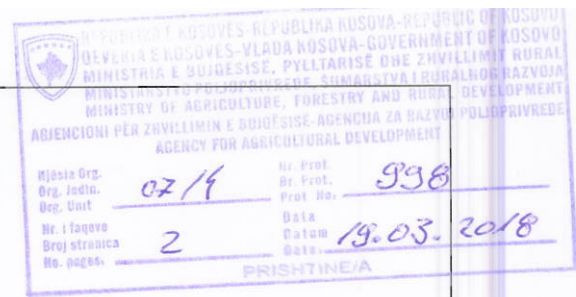 REPUBLIKA E KOSOVËS-REPUBLIKA KOSOVA-REPUBLIC OF KOSOVO
QEVERIA E KOSOVËS-VLADA KOSOVA-GOVERNMENT OF KOSOVO
MINISTRIA E BUJQËSISË, PYLLTARISË DHE ZHVILLIMIT RURAL
MINISTARSTVO POLJOPRIVREDE ŠUMARSTVA I RURALNOG RAZVOJA
MINISTRY OF AGRICULTURE, FORESTRY AND RURAL DEVELOPMENT
AGJENCIONI PËR ZHVILLIMIN E BUJQËSISË-AGENCIJA ZA RAZVOJ POLJOPRIVREDE
AGENCY FOR AGRICULTURAL DEVELOPMENT
Njësia Org.
Org. Jedin.
Org. Unit
07/4
Nr. Prot.
Br. Prot.
Prot No.
998
Nr. i faqeve
Broj stranica
No. pages.
2
Data
Datum
Date.
19.03.2018
PRISHTINE/A